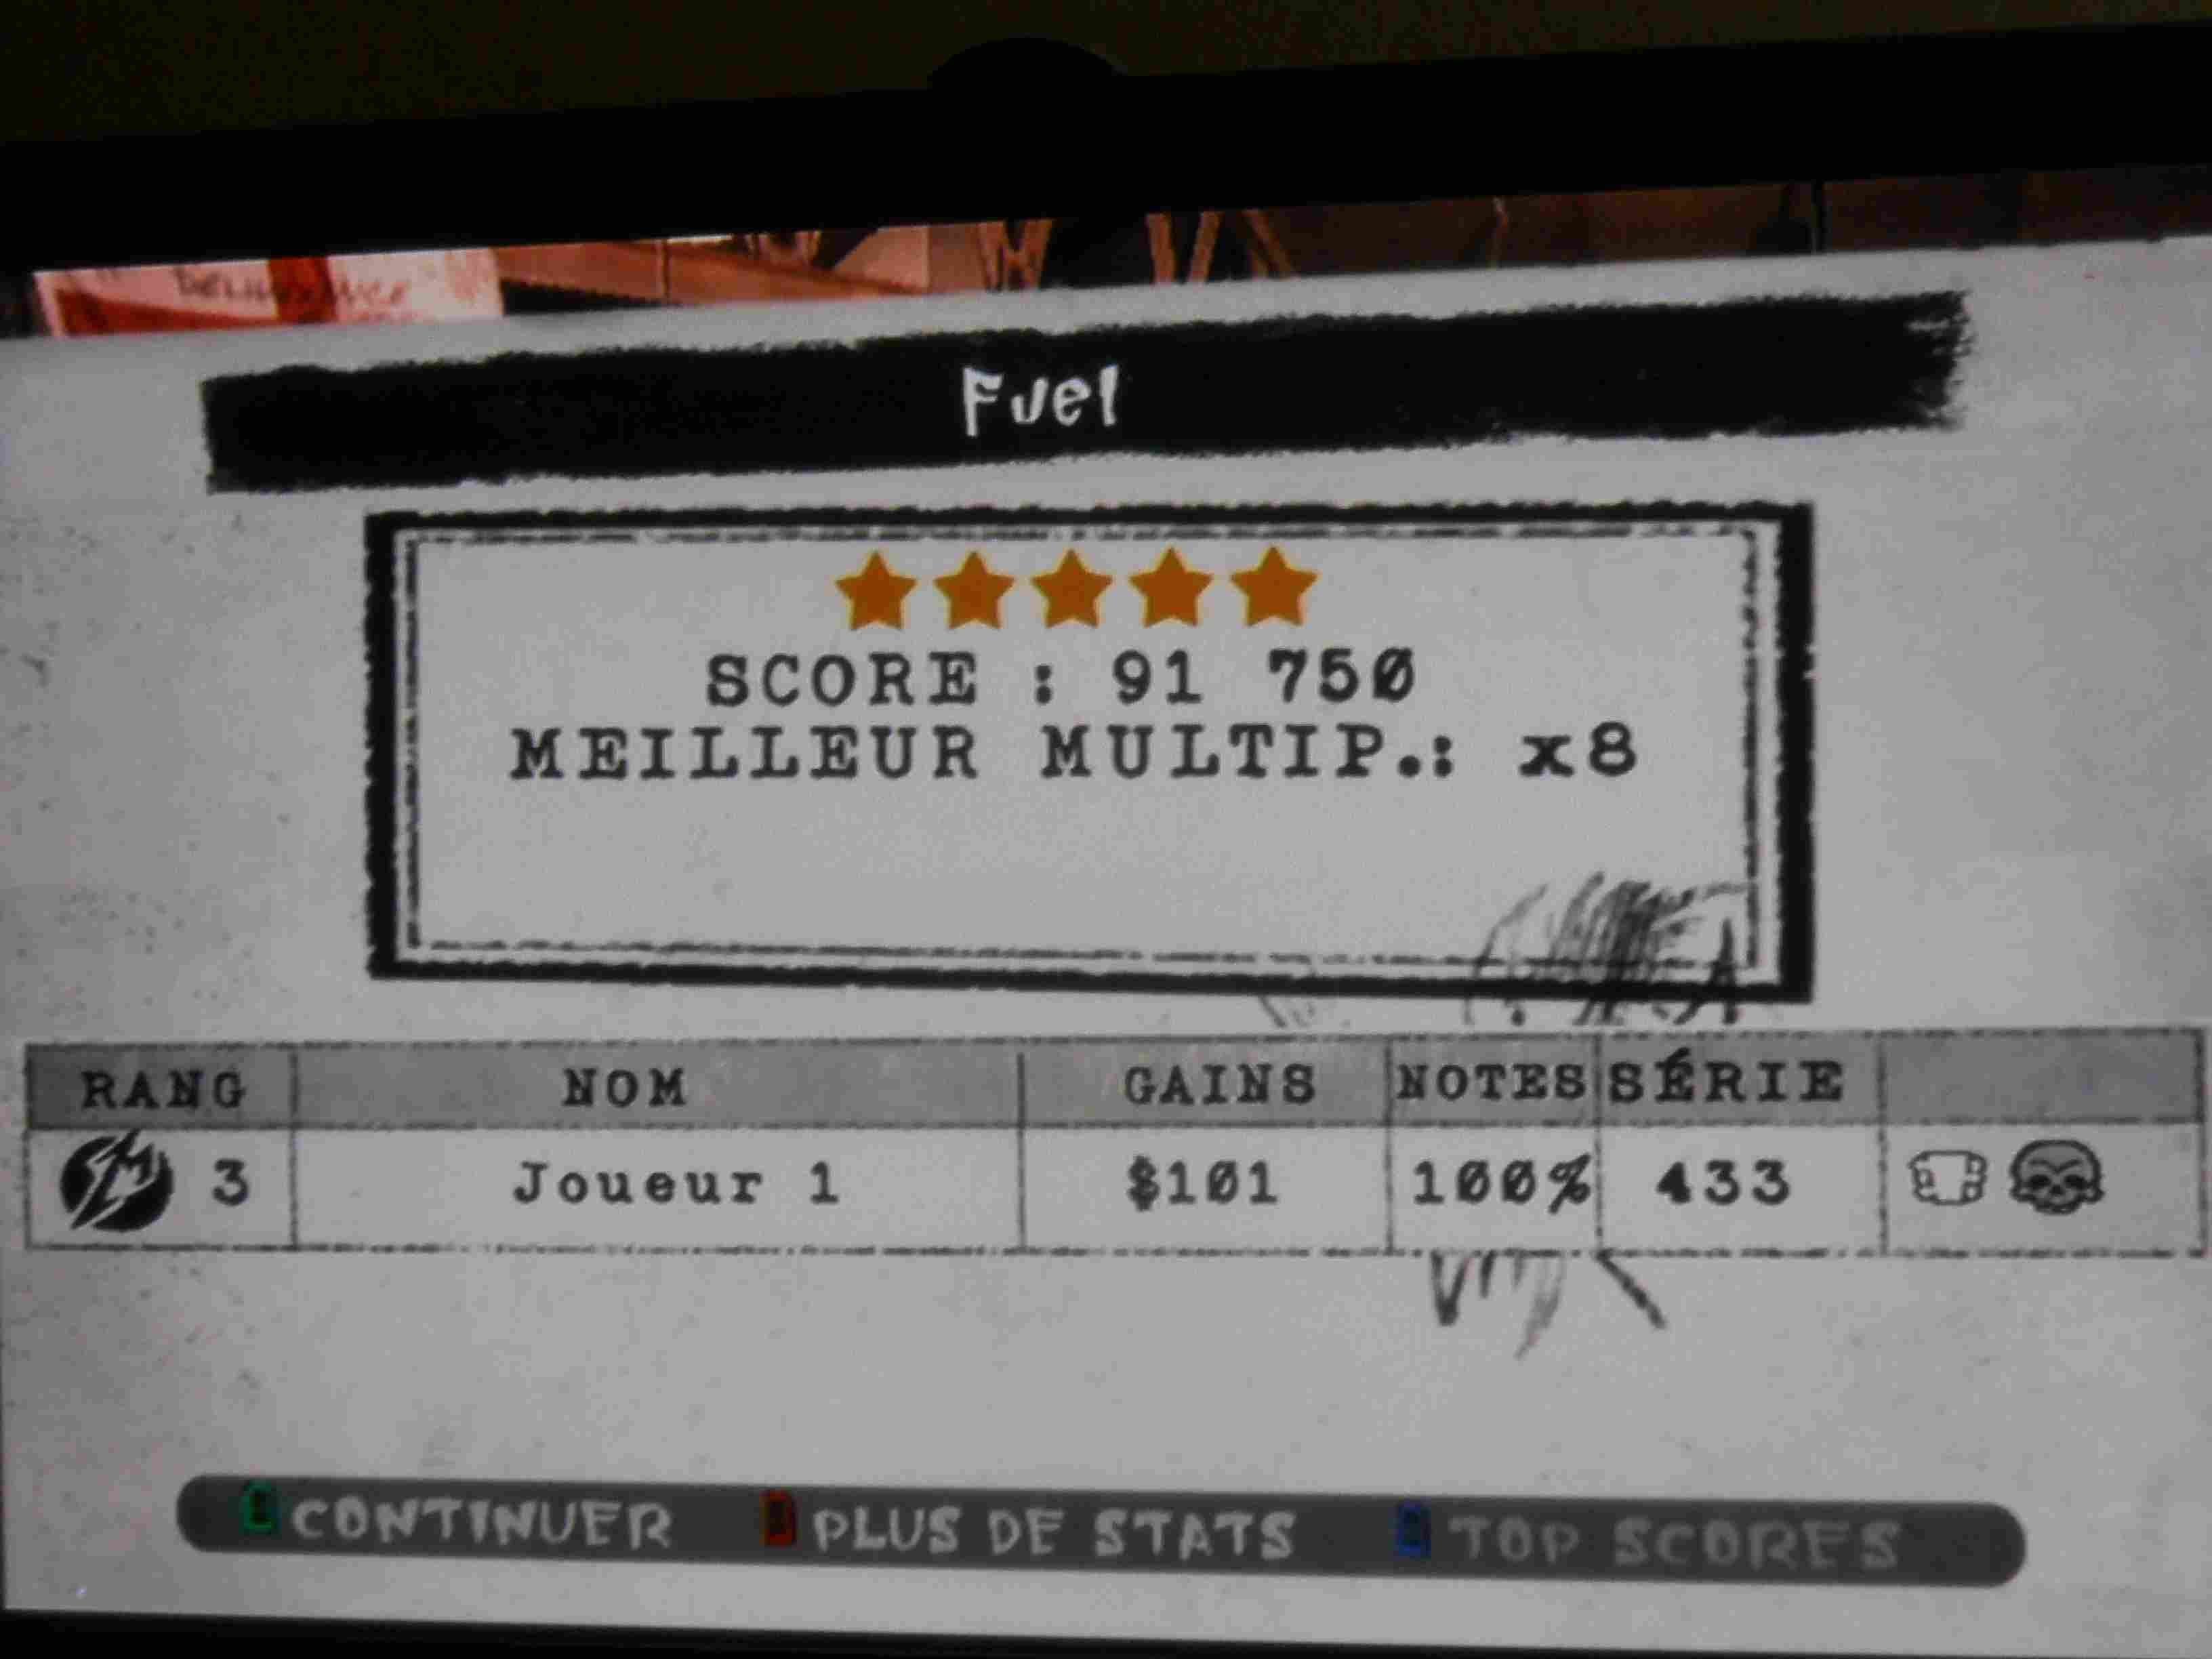 Fuel
SCORE : 91 750
MEILLEUR MULTIP.: x8
RANG NOM GAINS NOTES SÉRIE
3 Joueur 1 $101 100% 433
CONTINUER PLUS DE STATS TOP SCORES